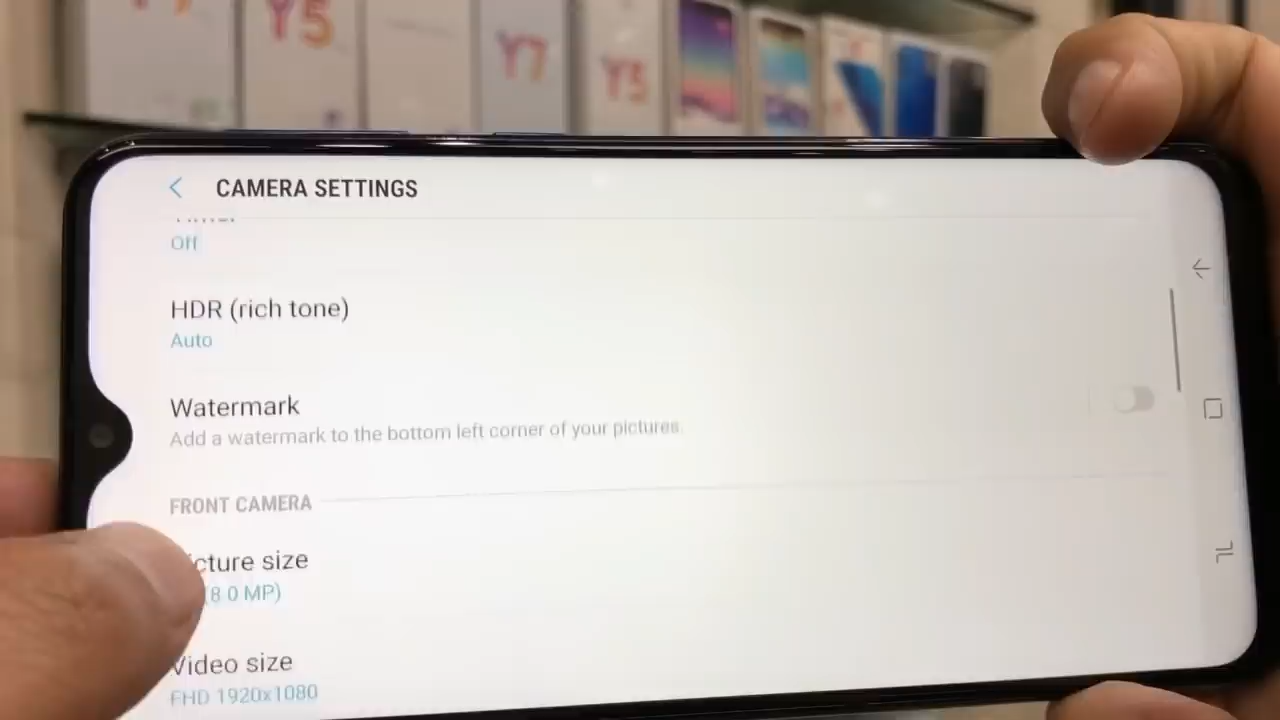 Y5
Y7
Y5
CAMERA SETTINGS
Off
HDR (rich tone)
Auto
Watermark
Add a watermark to the bottom left corner of your pictures.
FRONT CAMERA
cture size
(8.0 MP)
Video size
FHD 1920x1080